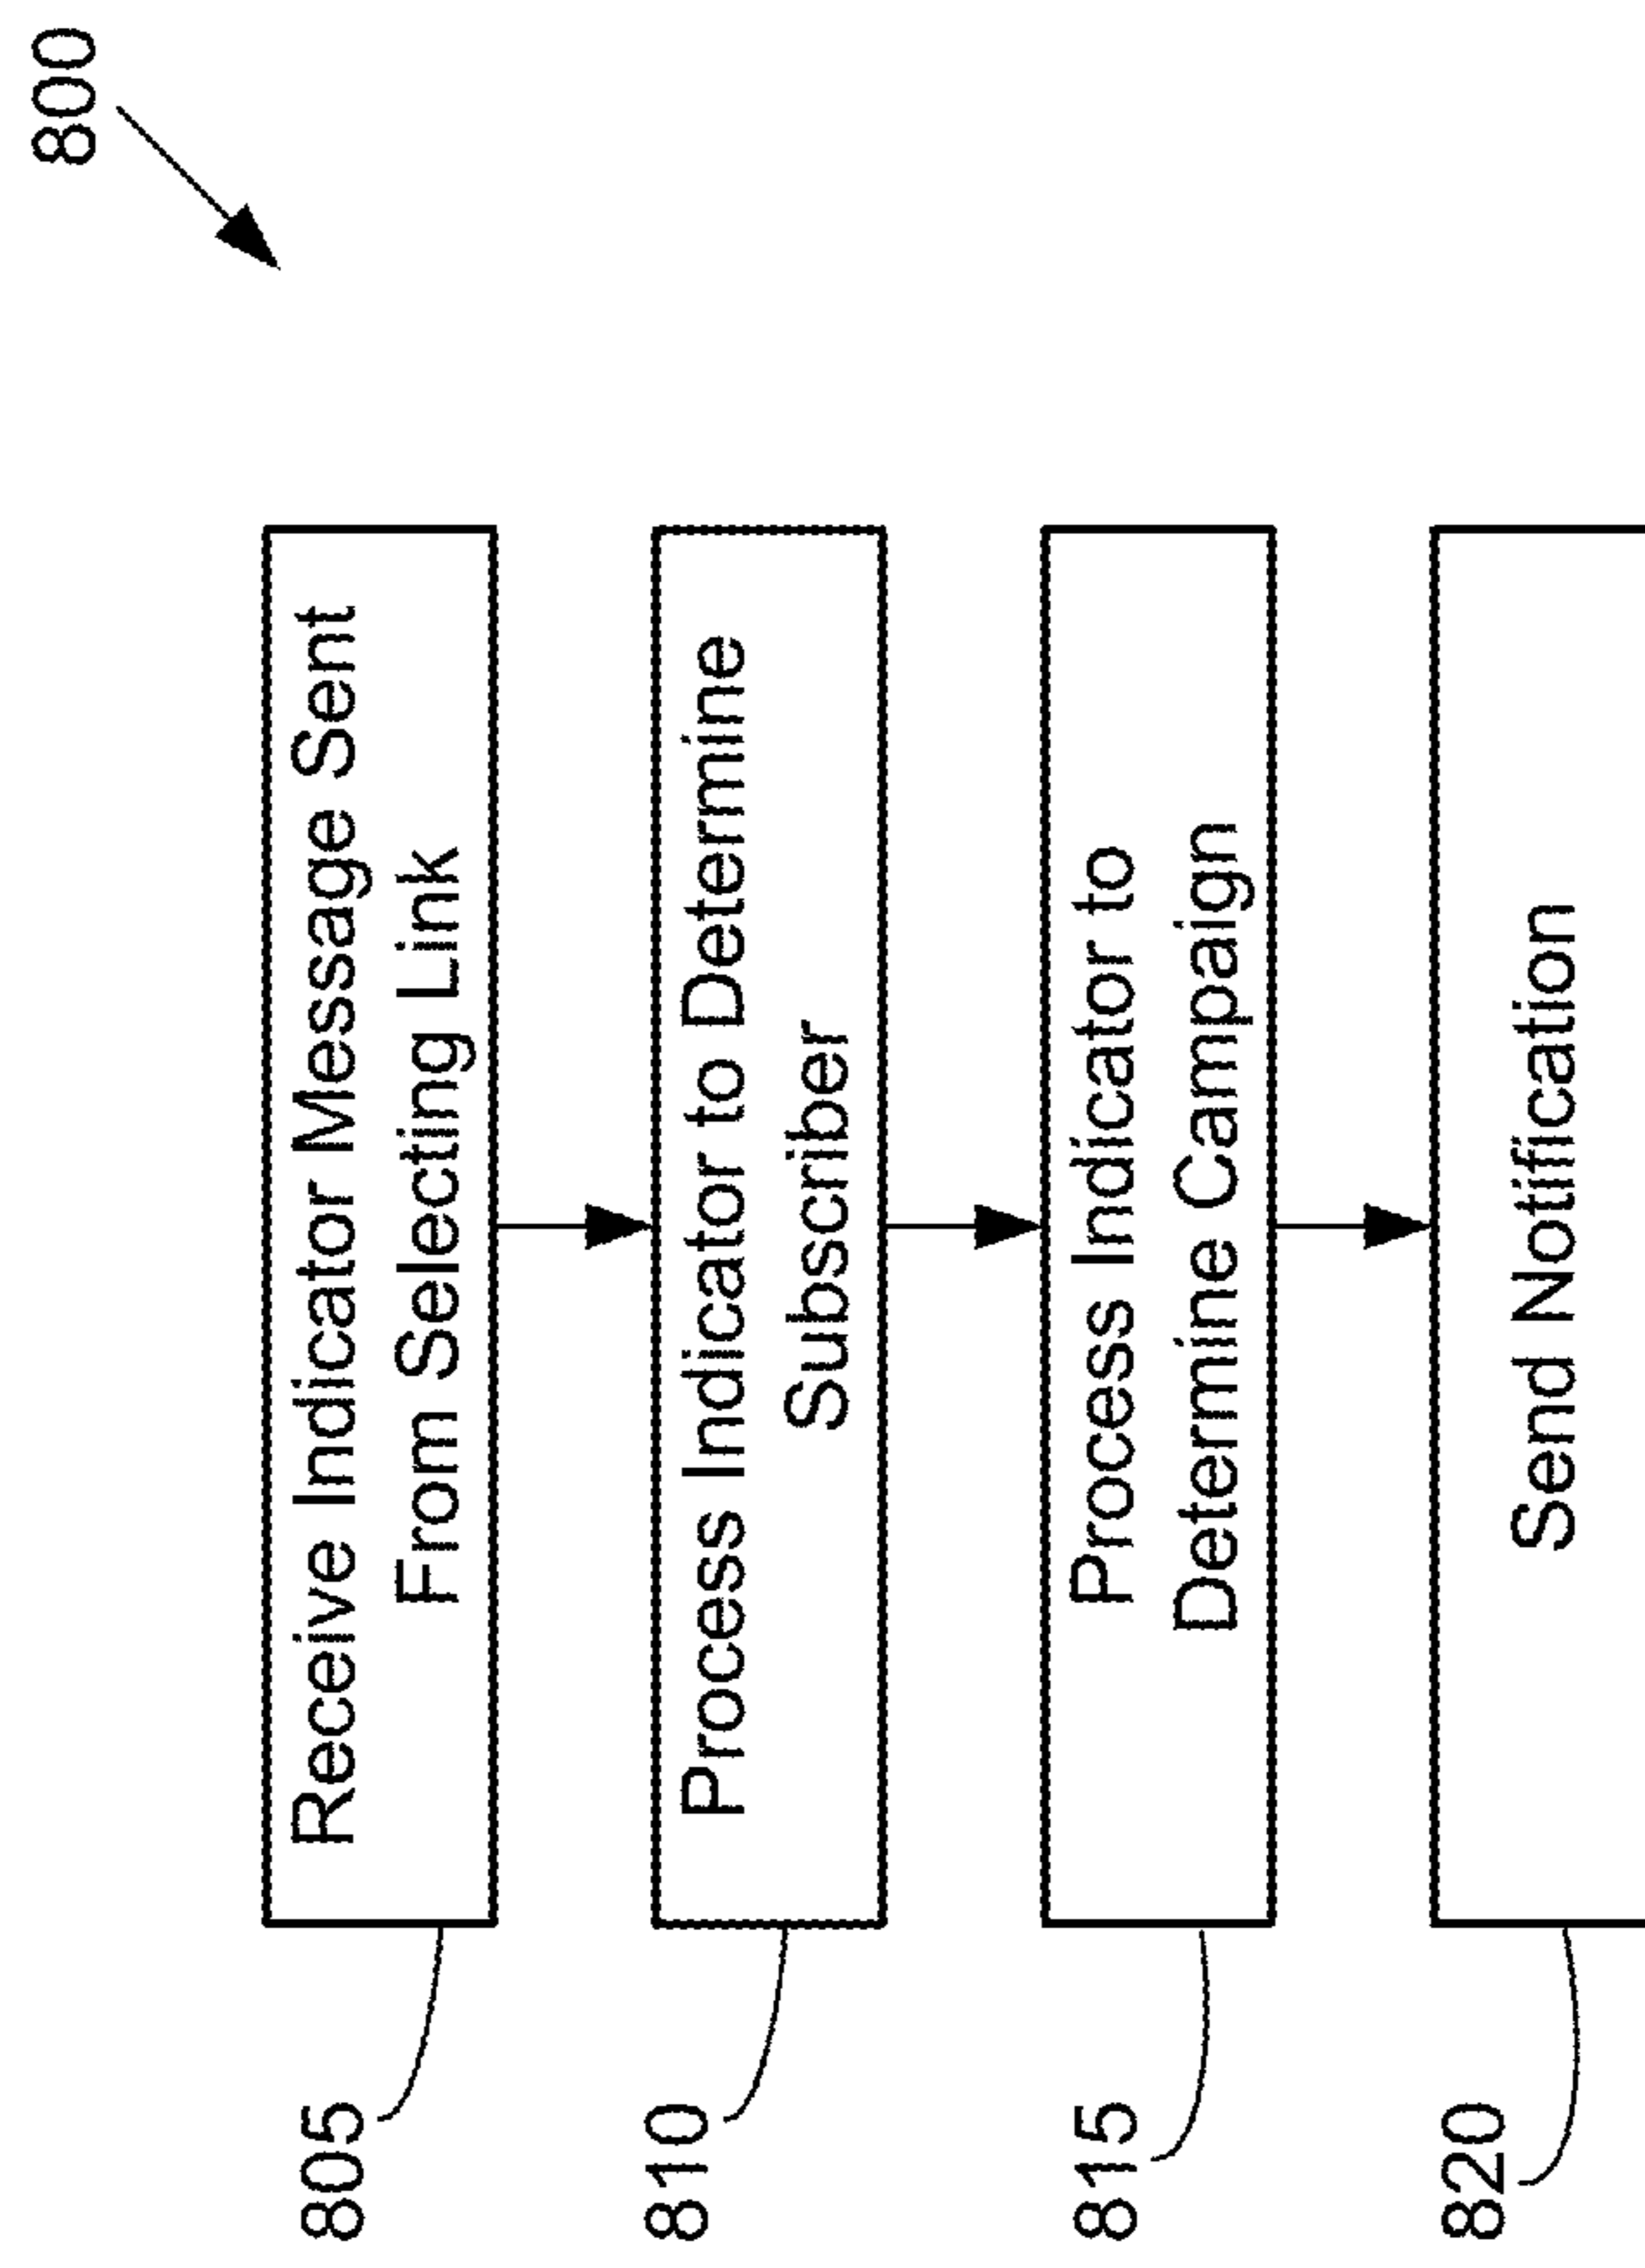 800
805
Receive Indicator Message Sent
From Selecting Link
810
Process Indicator to Determine
Subscriber
815
Process Indicator to
Determine Campaign
820
Send Notification